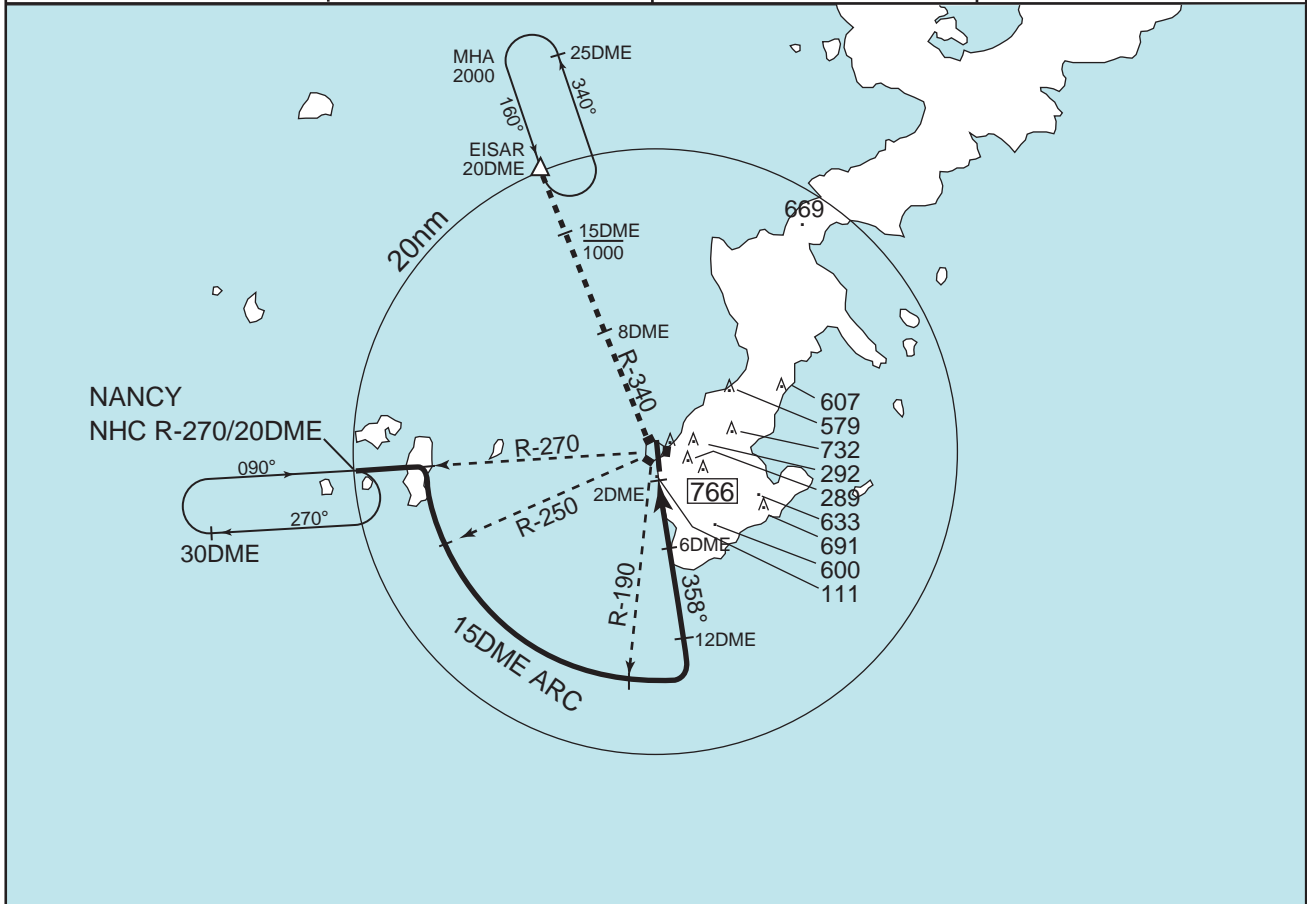 MHA
2000
25DME
340°
160°
EISAR
20DME
20nm
15DME
1000
669
8DME
R-340
NANCY
NHC R-270/20DME
090°
270°
30DME
R-270
R-250
R-190
2DME
766
6DME
358°
12DME
15DME ARC
607
579
732
292
289
633
691
600
111